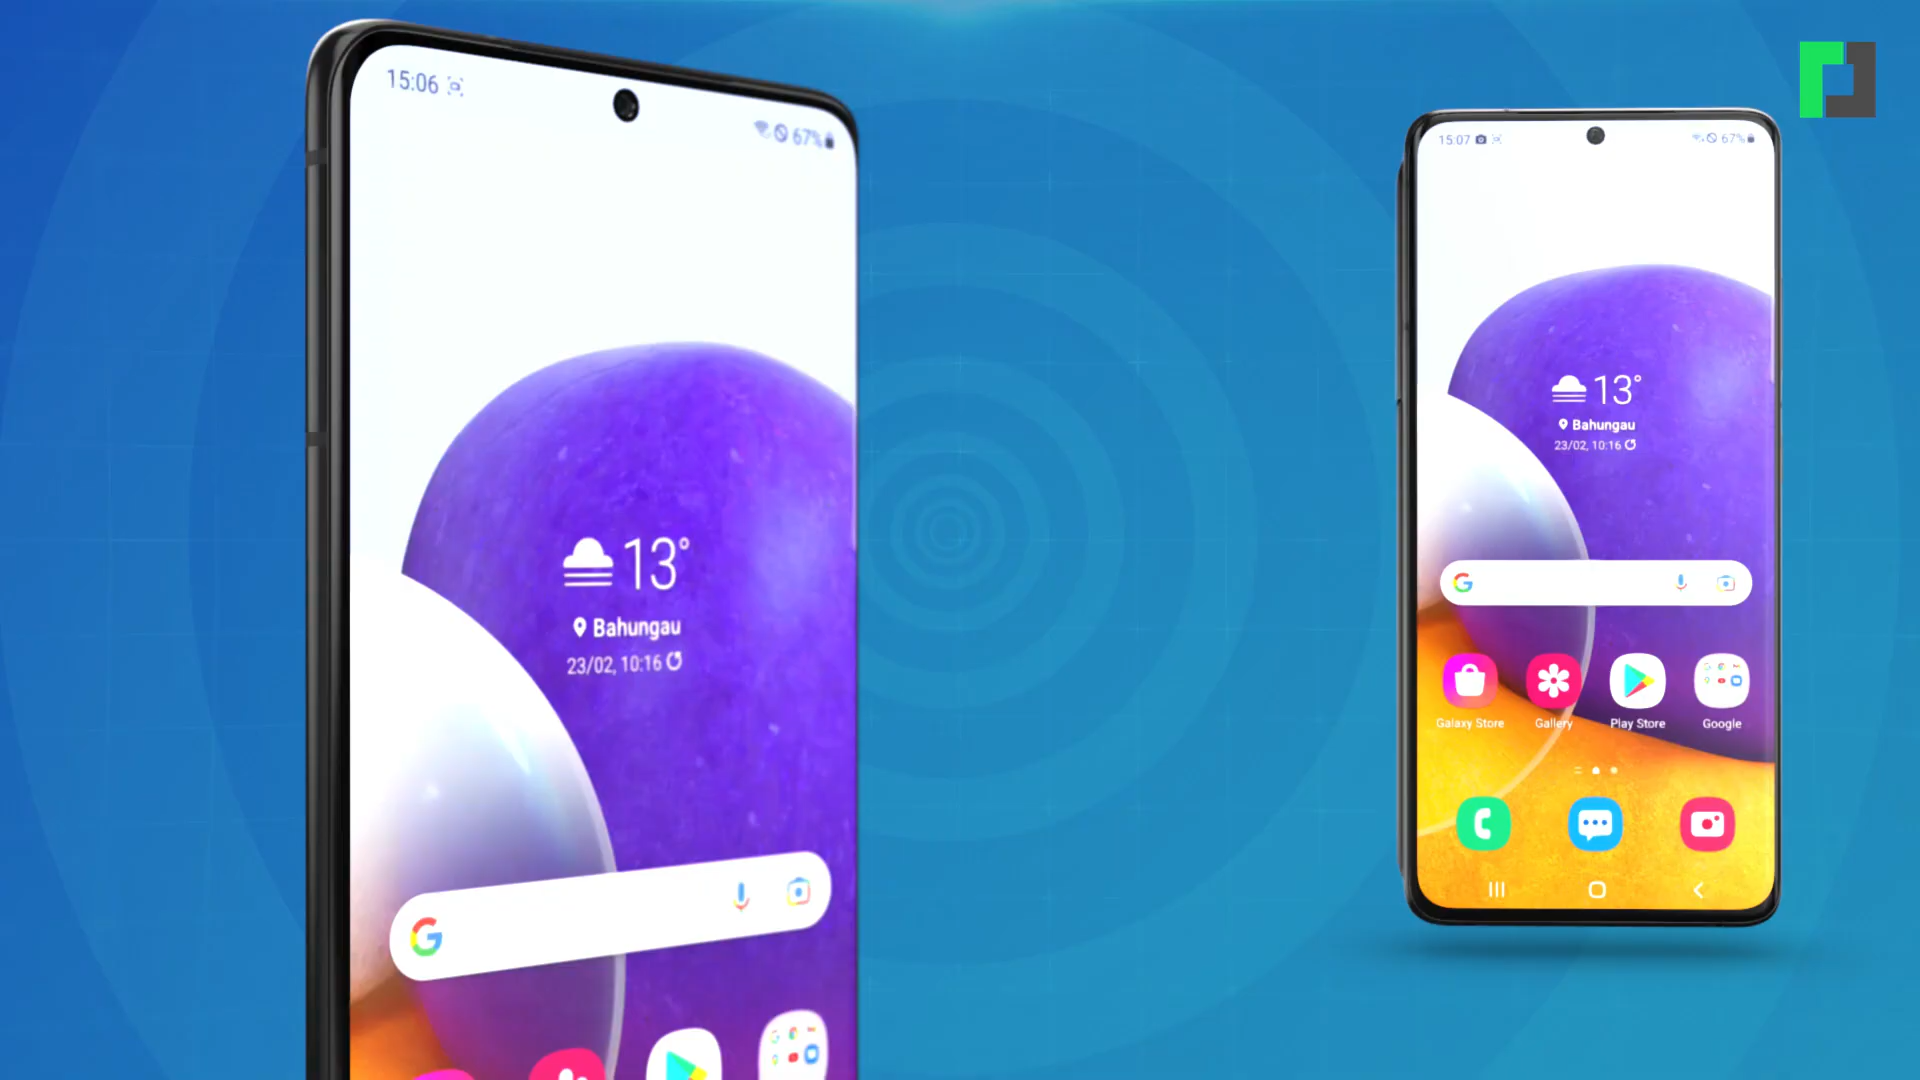 15:06
67%
13°
Bahungau
23/02, 10:16
15:07
67%
13°
Bahungau
23/02, 10:16
Galaxy Store
Gallery
Play Store
Google